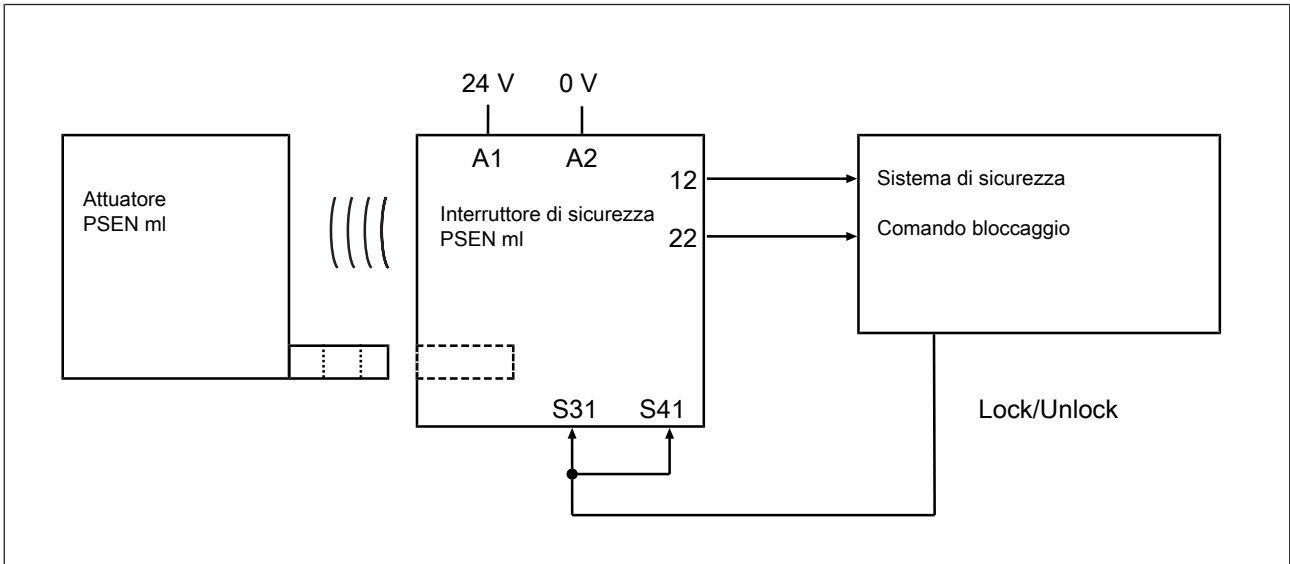 24 V
0 V
A1
A2
12
22
Attuatore
PSEN ml
Interruttore di sicurezza
PSEN ml
Sistema di sicurezza
Comando bloccaggio
S31
S41
Lock/Unlock